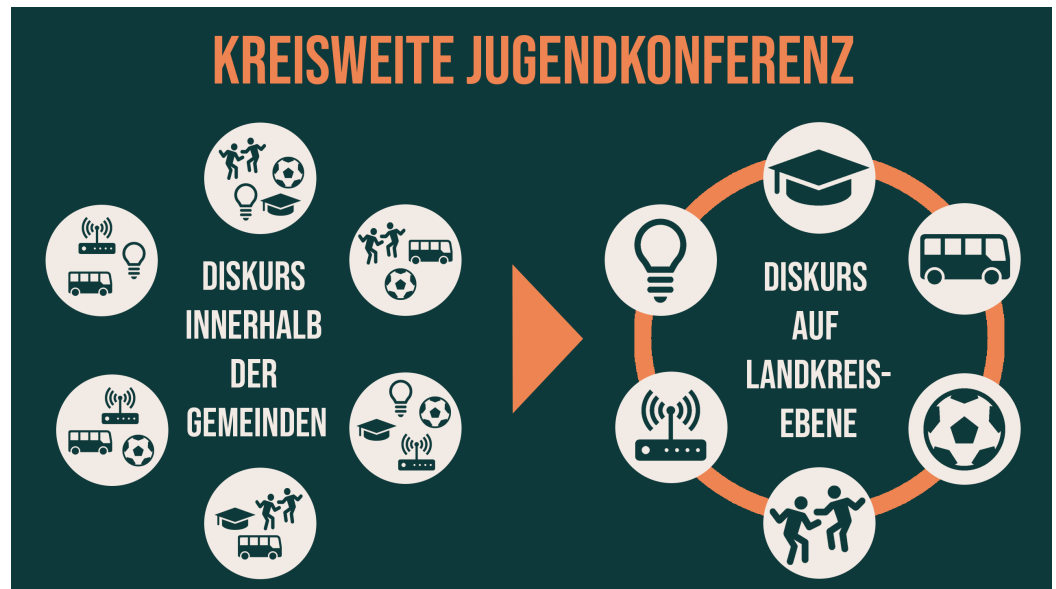 KREISWEITE JUGENDKONFERENZ
DISKURS
INNERHALB
DER
GEMEINDEN
DISKURS
AUF
LANDKREIS-
EBENE